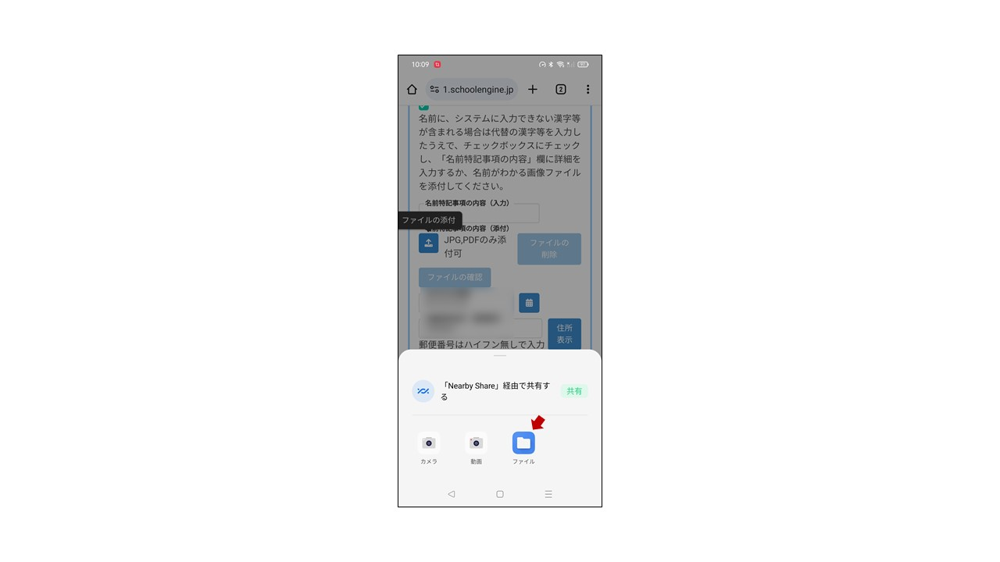 10:09
1.schoolengine.jp
2
名前に、システムに入力できない漢字等
が含まれる場合は代替の漢字等を入力し
たうえで、チェックボックスにチェック
し、「名前特記事項の内容」欄に詳細を
入力するか、名前がわかる画像ファイル
を添付してください。
名前特記事項の内容（入力）
ファイルの添付
名前特記事項の内容（添付）
JPG,PDFのみ添
付可
ファイルの
削除
ファイルの確認
住所
表示
郵便番号はハイフン無しで入力
「Nearby Share」経由で共有す
る
共有
カメラ
動画
ファイル